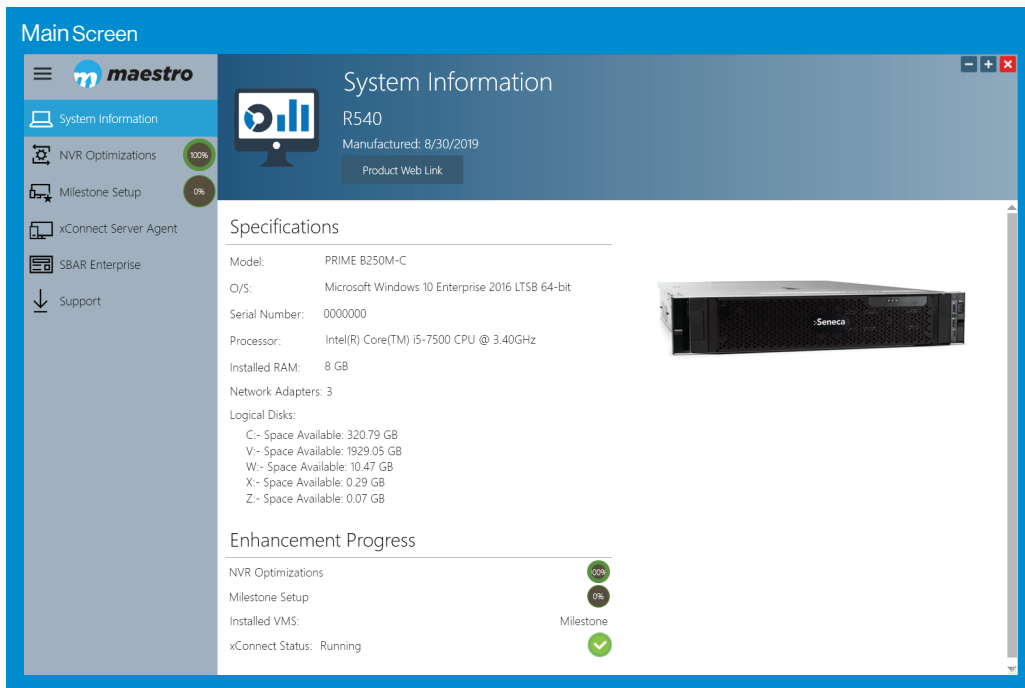 Main Screen
maestro
System Information
NVR Optimizations 100%
Milestone Setup 0%
xConnect Server Agent
SBAR Enterprise
Support
System Information
R540
Manufactured: 8/30/2019
Product Web Link
Specifications
Model: PRIME B250M-C
O/S: Microsoft Windows 10 Enterprise 2016 LTSB 64-bit
Serial Number: 0000000
Processor: Intel(R) Core(TM) i5-7500 CPU @ 3.40GHz
Installed RAM: 8 GB
Network Adapters: 3
Logical Disks:
C:- Space Available: 320.79 GB
V:- Space Available: 1929.05 GB
W:- Space Available: 10.47 GB
X:- Space Available: 0.29 GB
Z:- Space Available: 0.07 GB
Seneca
Enhancement Progress
NVR Optimizations 100%
Milestone Setup 0%
Installed VMS: Milestone
xConnect Status: Running